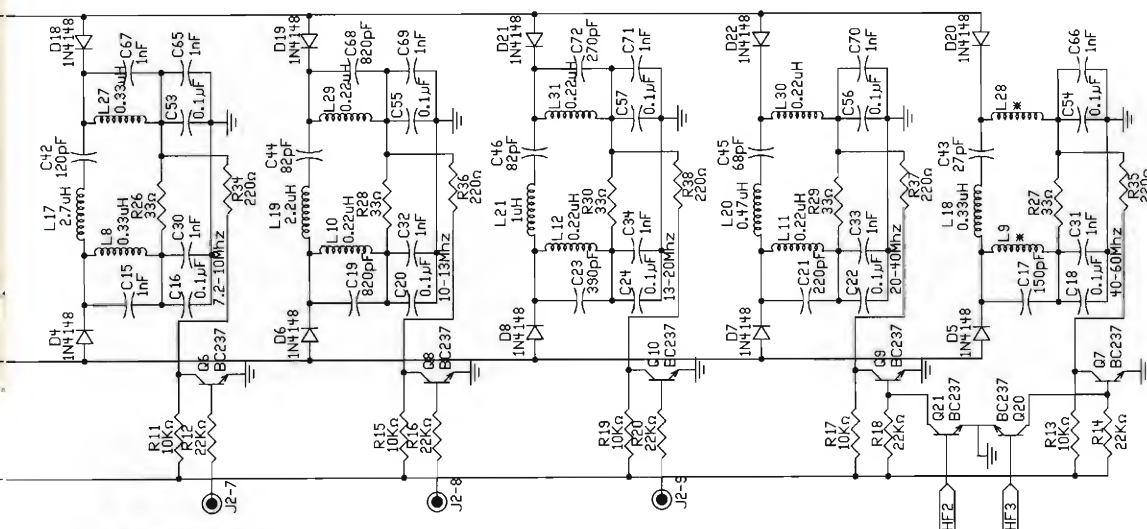 D18
1N4148
C67
1nF
C65
1nF
L27
0.33uH
C53
0.1µF
C42
120pF
L17
2.7uH
R26
33Ω
R34
220Ω
L8
0.33uH
C30
1nF
C15
1nF
C16
0.1µF
7.2-10Mhz
D4
1N4148
Q6
BC237
R11
10KΩ
R12
22KΩ
J2-7
D19
1N4148
C68
820pF
C69
1nF
L29
0.22uH
C55
0.1µF
C44
82pF
L19
2.2uH
R28
33Ω
R36
220Ω
L10
0.22uH
C32
1nF
C19
820pF
C20
0.1µF
10-13Mhz
D6
1N4148
Q8
BC237
R15
10KΩ
R16
22KΩ
J2-8
D21
1N4148
C72
270pF
C71
1nF
L31
0.22uH
C57
0.1µF
C46
82pF
L21
1uH
R30
33Ω
R38
220Ω
L12
0.22uH
C34
1nF
C23
390pF
C24
0.1µF
13-20Mhz
D8
1N4148
Q10
BC237
R19
10KΩ
R20
22KΩ
J2-9
D22
1N4148
C70
1nF
L30
0.22uH
C56
0.1µF
C45
68pF
L20
0.47uH
R29
33Ω
R37
220Ω
L11
0.22uH
C33
1nF
C21
220pF
C22
0.1µF
20-40Mhz
D7
1N4148
Q9
BC237
R17
10KΩ
R18
22KΩ
Q21
BC237
HF2
D20
1N4148
C66
1nF
L28
*
C54
0.1µF
C43
27pF
L18
0.33uH
R27
33Ω
R35
220Ω
L9
*
C31
1nF
C17
150pF
C18
0.1µF
40-60Mhz
D5
1N4148
Q7
BC237
BC237
Q20
R13
10KΩ
R14
22KΩ
HF3